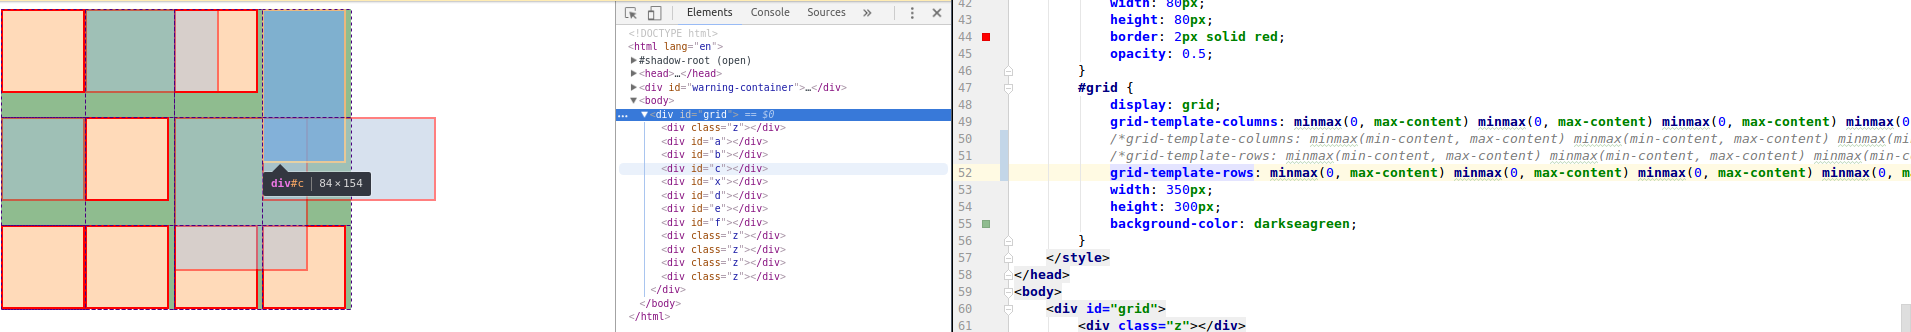 Elements Console Sources »
<!DOCTYPE html>
<html lang="en">
▶#shadow-root (open)
▶<head>…</head>
▶<div id="warning-container">…</div>
▼<body>
… ▼<div id="grid"> == $0
<div class="z"></div>
<div id="a"></div>
<div id="b"></div>
<div id="c"></div>
<div id="x"></div>
<div id="d"></div>
<div id="e"></div>
<div id="f"></div>
<div class="z"></div>
<div class="z"></div>
<div class="z"></div>
<div class="z"></div>
</div>
</body>
</html>
div#c | 84×154
42 width: 80px;
43 height: 80px;
44 border: 2px solid red;
45 opacity: 0.5;
46 }
47 #grid {
48 display: grid;
49 grid-template-columns: minmax(0, max-content) minmax(0, max-content) minmax(0, max-content) minmax(0
50 /*grid-template-columns: minmax(min-content, max-content) minmax(min-content, max-content) minmax(mi
51 /*grid-template-rows: minmax(min-content, max-content) minmax(min-content, max-content) minmax(min-c
52 grid-template-rows: minmax(0, max-content) minmax(0, max-content) minmax(0, max-content) minmax(0, m
53 width: 350px;
54 height: 300px;
55 background-color: darkseagreen;
56 }
57 </style>
58 </head>
59 <body>
60 <div id="grid">
61 <div class="z"></div>